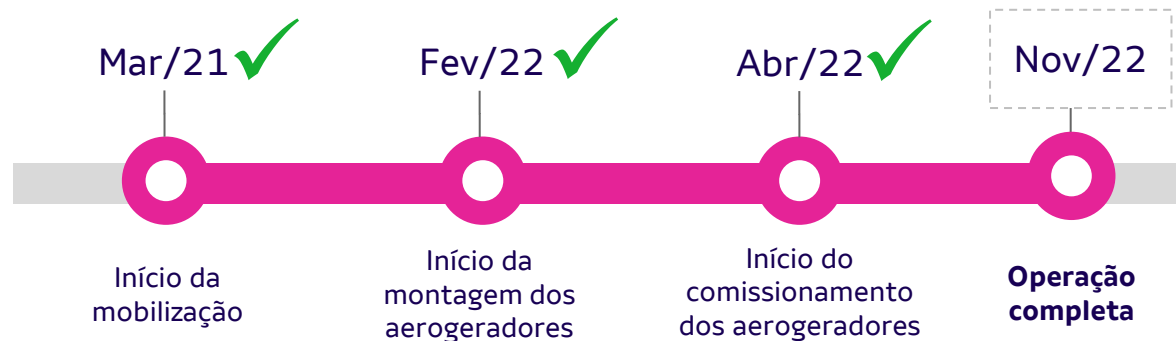 Mar/21
Fev/22
Abr/22
Nov/22
Início da
mobilização
Início da
montagem dos
aerogeradores
Início do
comissionamento
dos aerogeradores
Operação
completa